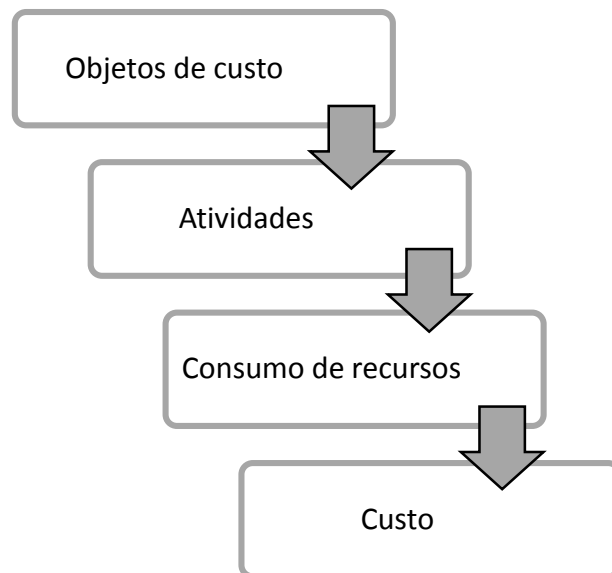 Objetos de custo
Atividades
Consumo de recursos
Custo